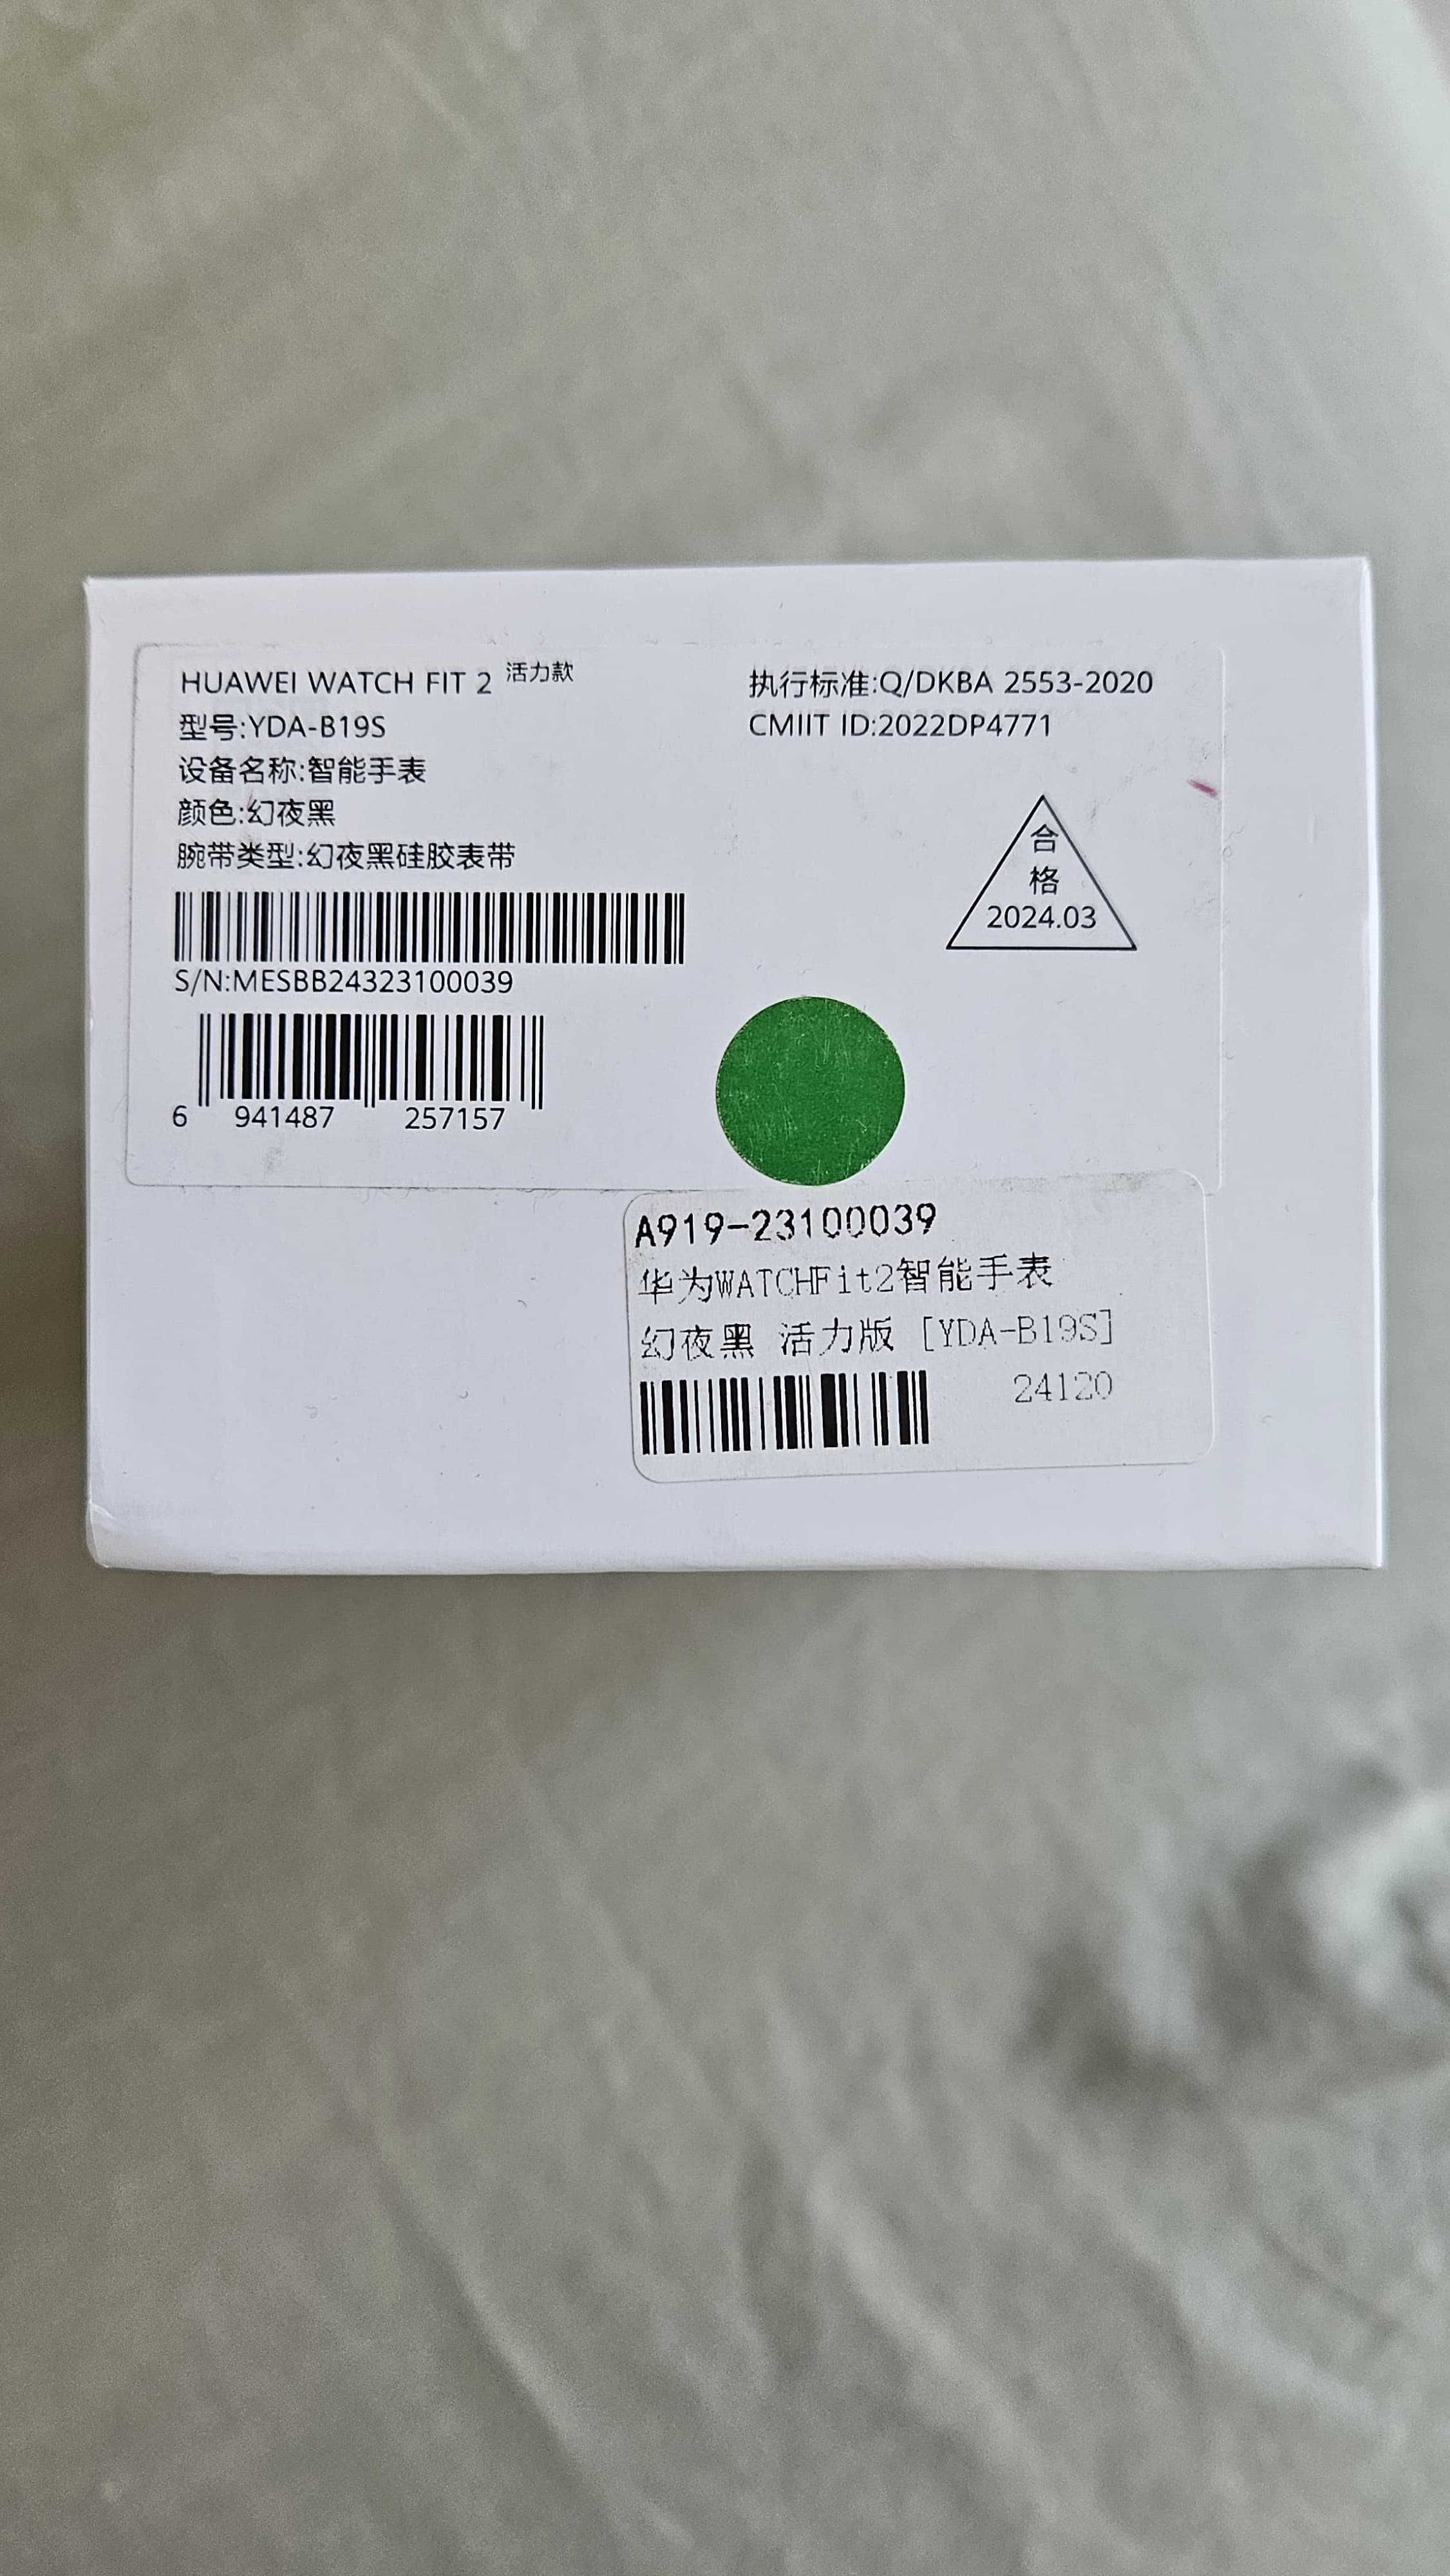 HUAWEI WATCH FIT 2 活力款
型号:YDA-B19S
设备名称:智能手表
颜色:幻夜黑
腕带类型:幻夜黑硅胶表带
S/N:MESBB24323100039
6 941487 257157
执行标准:Q/DKBA 2553-2020
CMIIT ID:2022DP4771
合
格
2024.03
A919-23100039
华为WATCHFit2智能手表
幻夜黑 活力版 [YDA-B19S]
24120